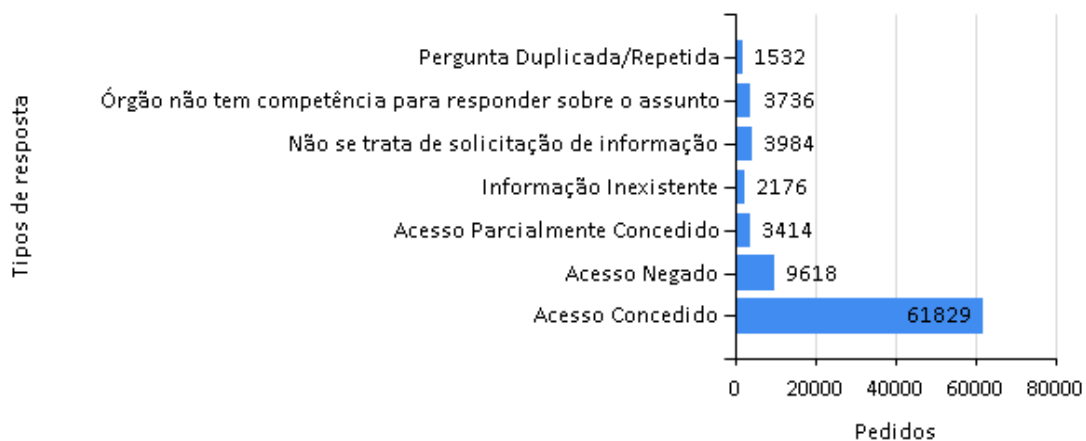 Tipos de resposta
Pergunta Duplicada/Repetida 1532
Órgão não tem competência para responder sobre o assunto 3736
Não se trata de solicitação de informação 3984
Informação Inexistente 2176
Acesso Parcialmente Concedido 3414
Acesso Negado 9618
Acesso Concedido 61829
0 20000 40000 60000 80000
Pedidos